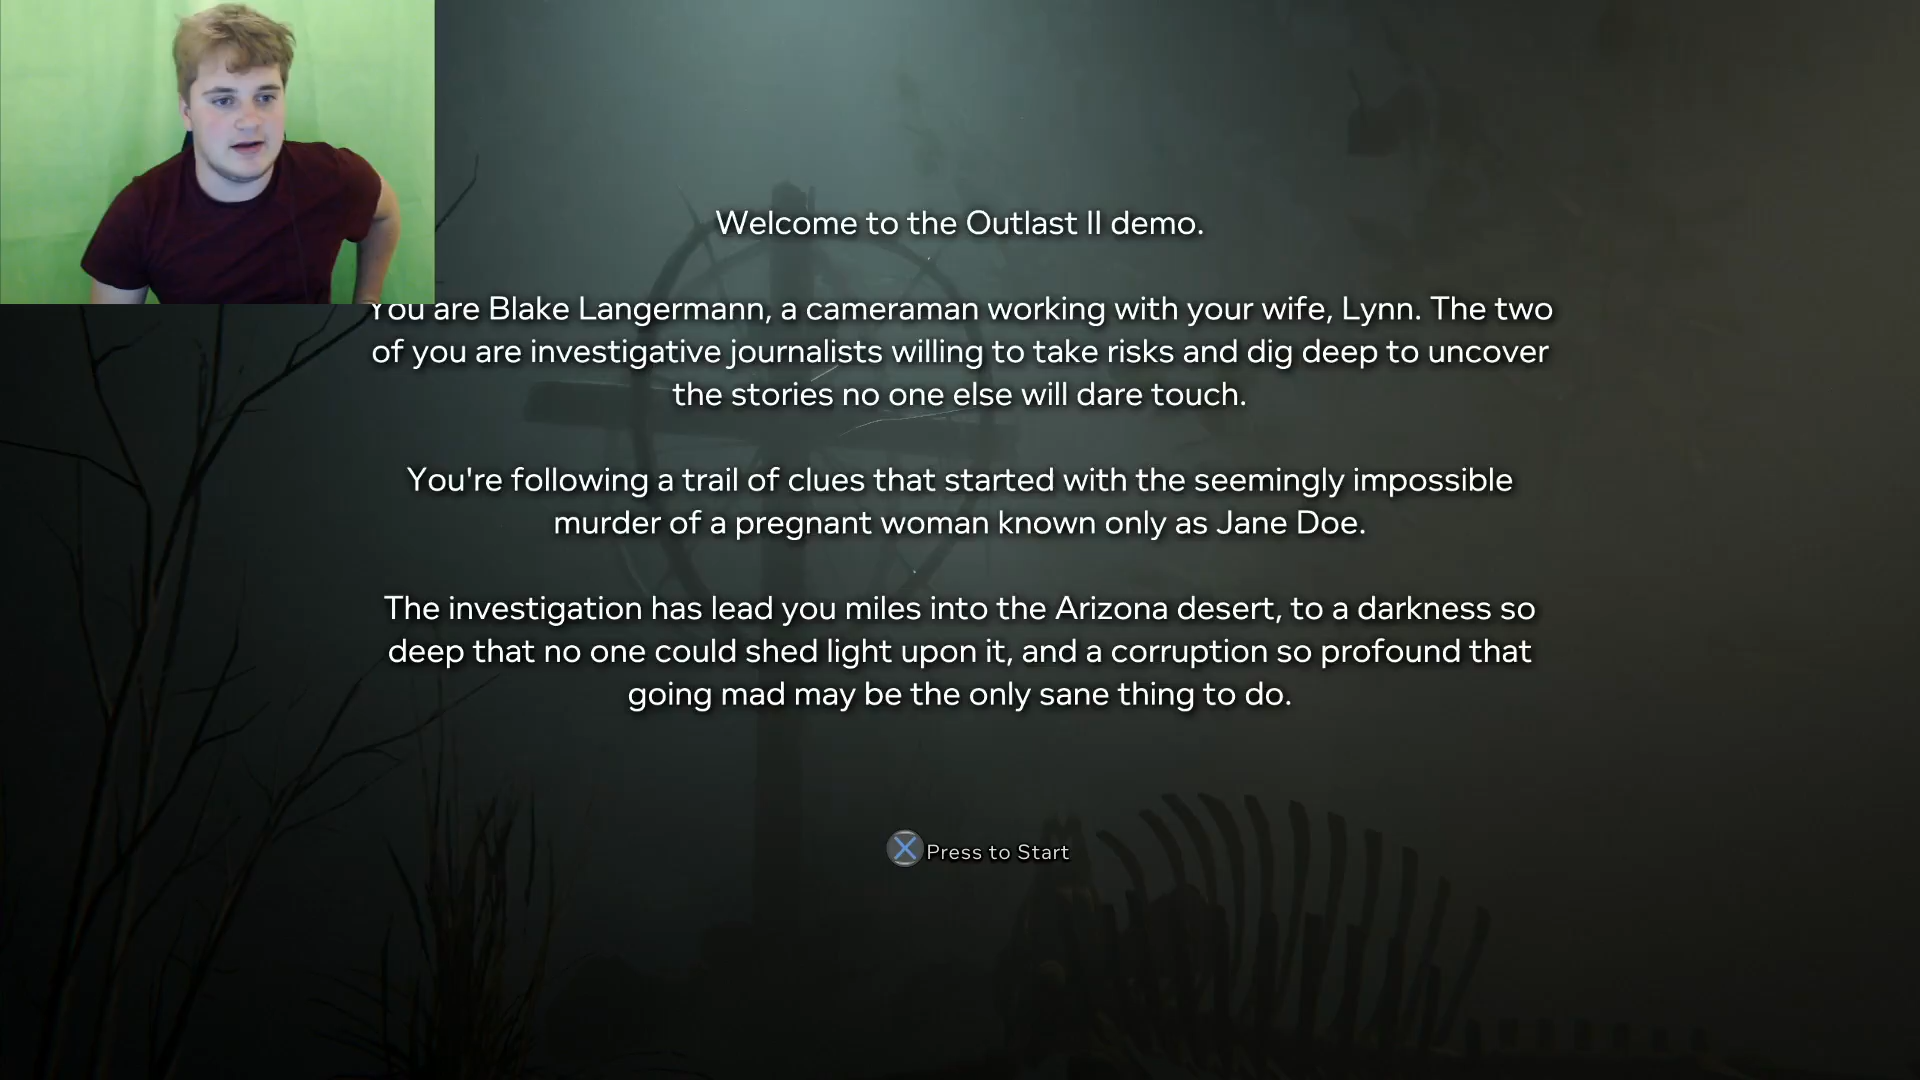 Welcome to the Outlast II demo.
You are Blake Langermann, a cameraman working with your wife, Lynn. The two
of you are investigative journalists willing to take risks and dig deep to uncover
the stories no one else will dare touch.
You're following a trail of clues that started with the seemingly impossible
murder of a pregnant woman known only as Jane Doe.
The investigation has lead you miles into the Arizona desert, to a darkness so
deep that no one could shed light upon it, and a corruption so profound that
going mad may be the only sane thing to do.
Press to Start